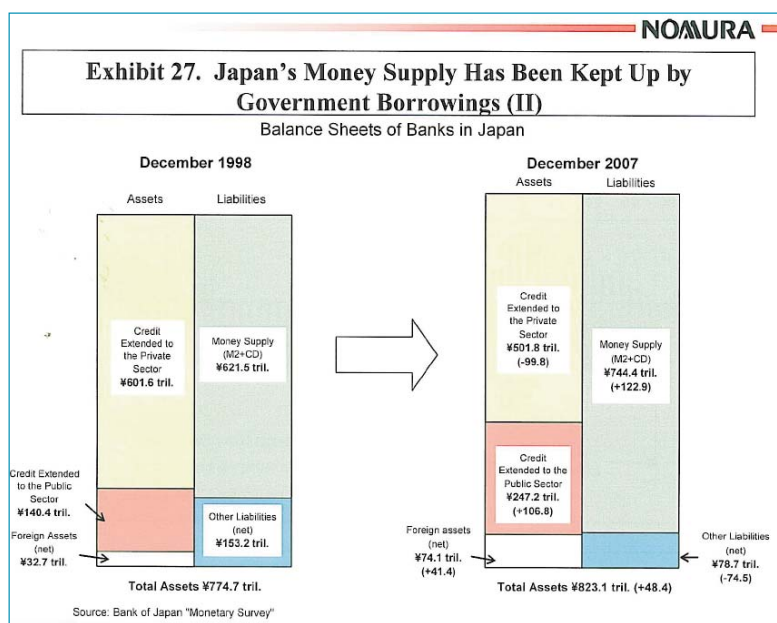 NOMURA
Exhibit 27. Japan's Money Supply Has Been Kept Up by
Government Borrowings (II)
Balance Sheets of Banks in Japan
December 1998
Assets
Liabilities
Credit
Extended to
the Private
Sector
¥601.6 tril.
Money Supply
(M2+CD)
¥621.5 tril.
Credit Extended
to the Public
Sector
¥140.4 tril.
Foreign Assets
(net)
¥32.7 tril.
Other Liabilities
(net)
¥153.2 tril.
Total Assets ¥774.7 tril.
December 2007
Assets
Liabilities
Credit
Extended to
the Private
Sector
¥501.8 tril.
(-99.8)
Money Supply
(M2+CD)
¥744.4 tril.
(+122.9)
Credit
Extended to the
Public Sector
¥247.2 tril.
(+106.8)
Foreign assets
(net)
¥74.1 tril.
(+41.4)
Other Liabilities
(net)
¥78.7 tril.
(-74.5)
Total Assets ¥823.1 tril. (+48.4)
Source: Bank of Japan "Monetary Survey"